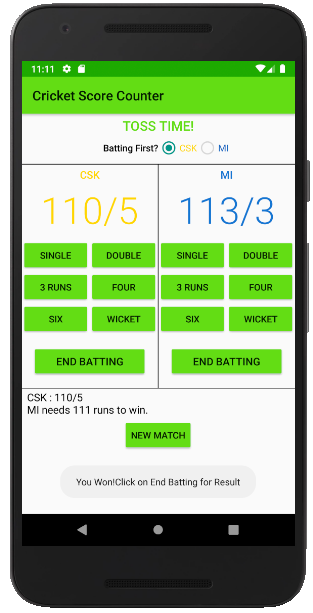 11:11
Cricket Score Counter
TOSS TIME!
Batting First? CSK MI
CSK MI
110/5 113/3
SINGLE DOUBLE SINGLE DOUBLE
3 RUNS FOUR 3 RUNS FOUR
SIX WICKET SIX WICKET
END BATTING END BATTING
CSK : 110/5
MI needs 111 runs to win.
NEW MATCH
You Won!Click on End Batting for Result